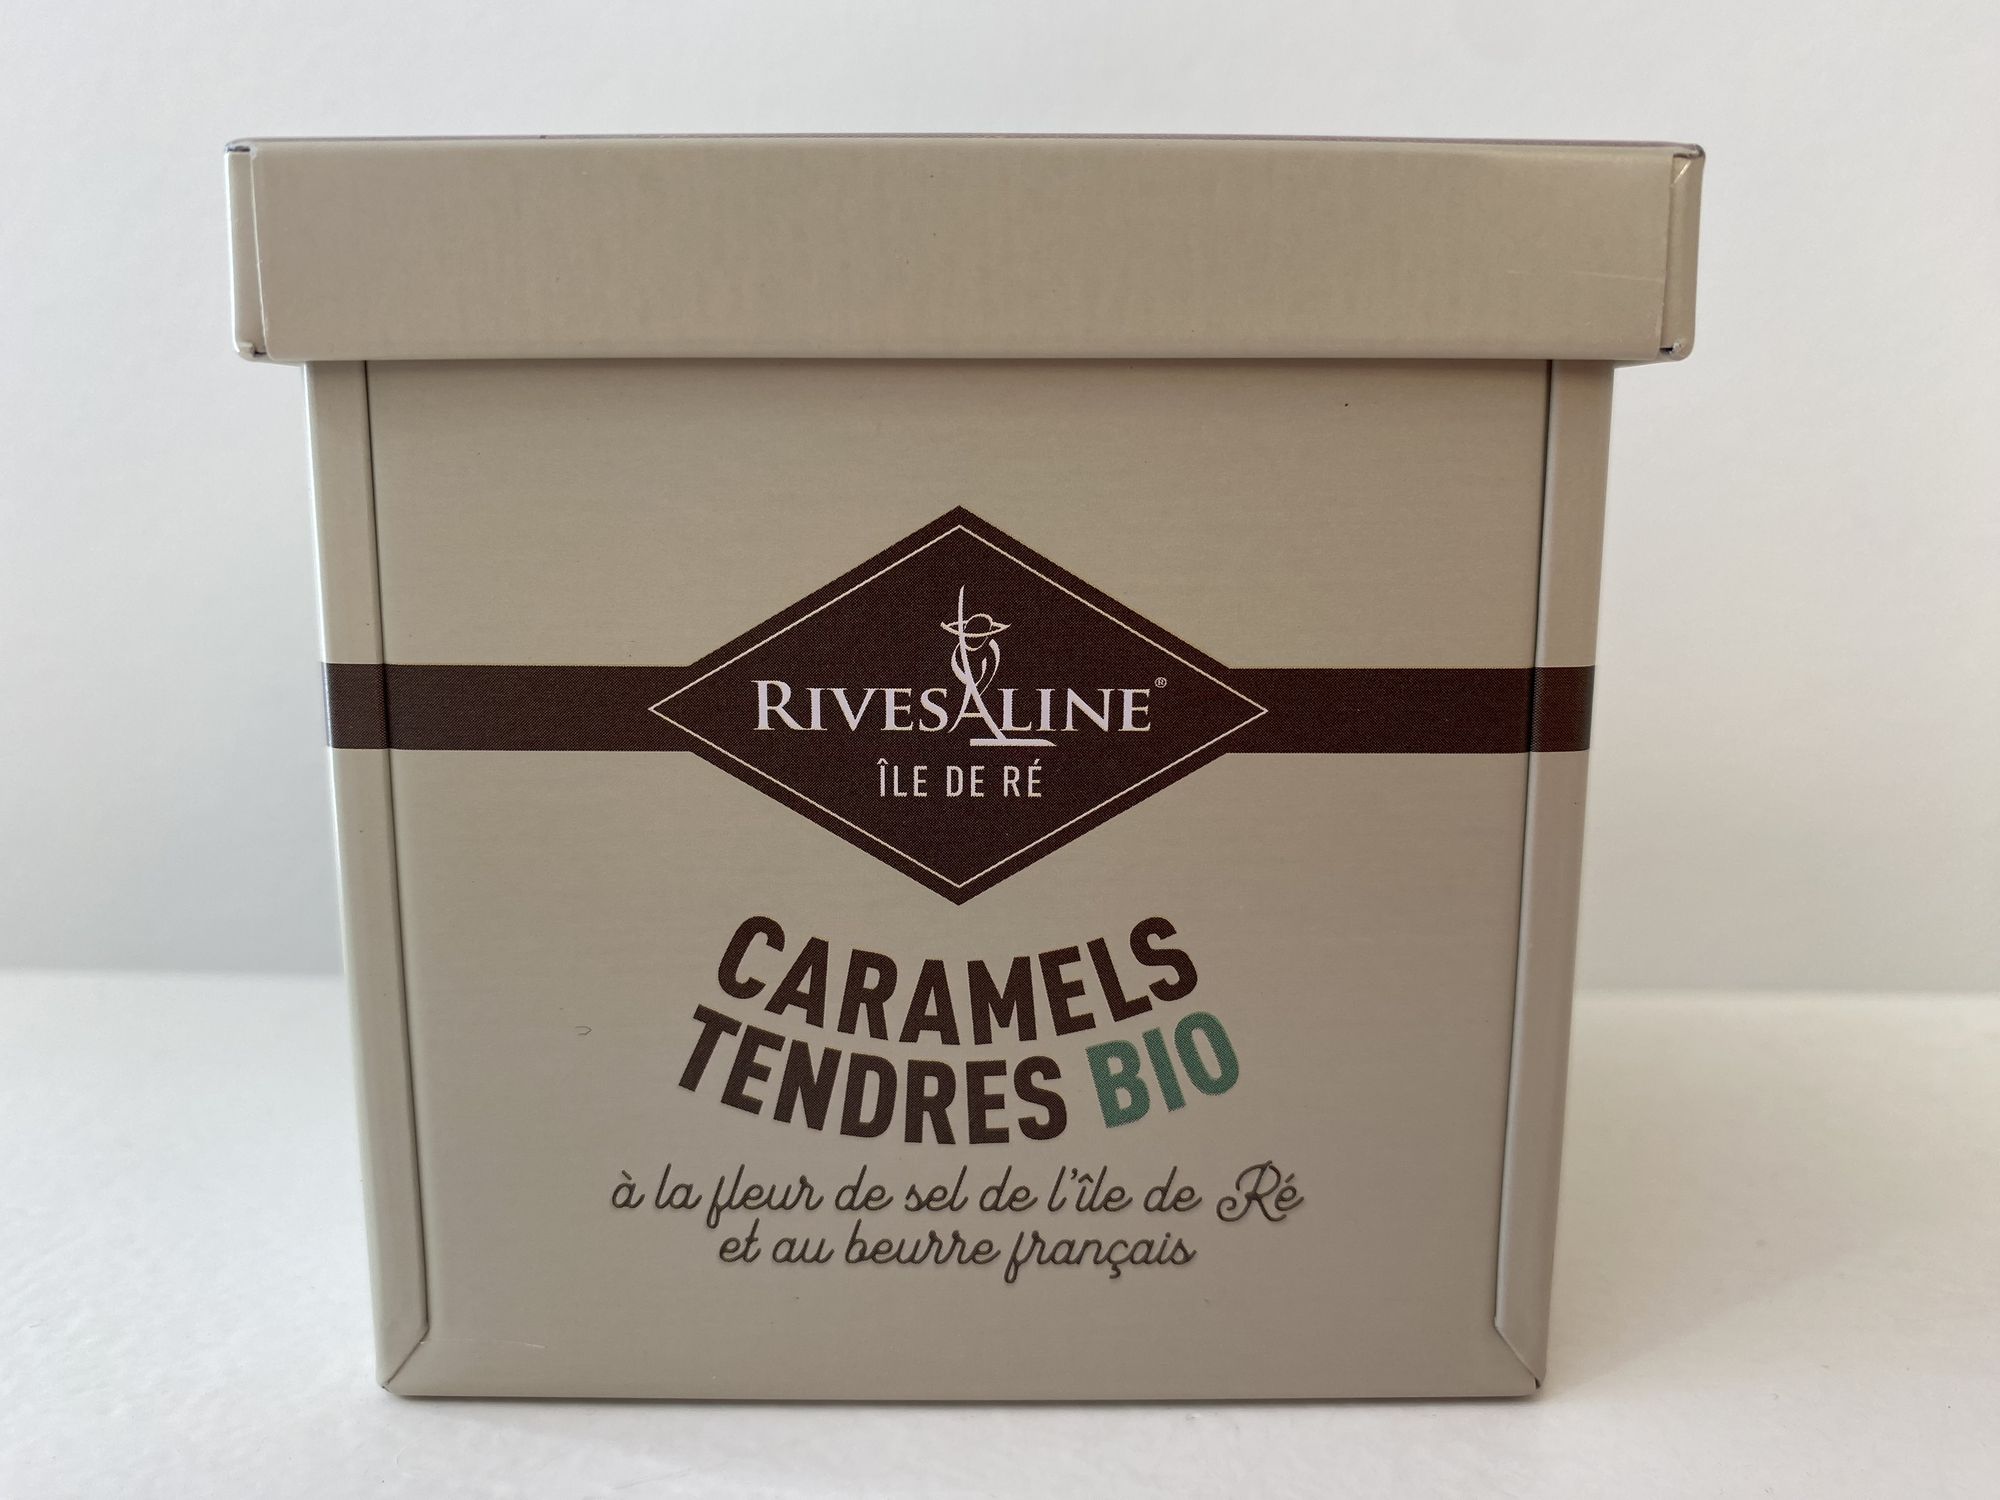 RIVESALINE®
ÎLE DE RÉ
CARAMELS
TENDRES BIO
à la fleur de sel de l'île de Ré
et au beurre français